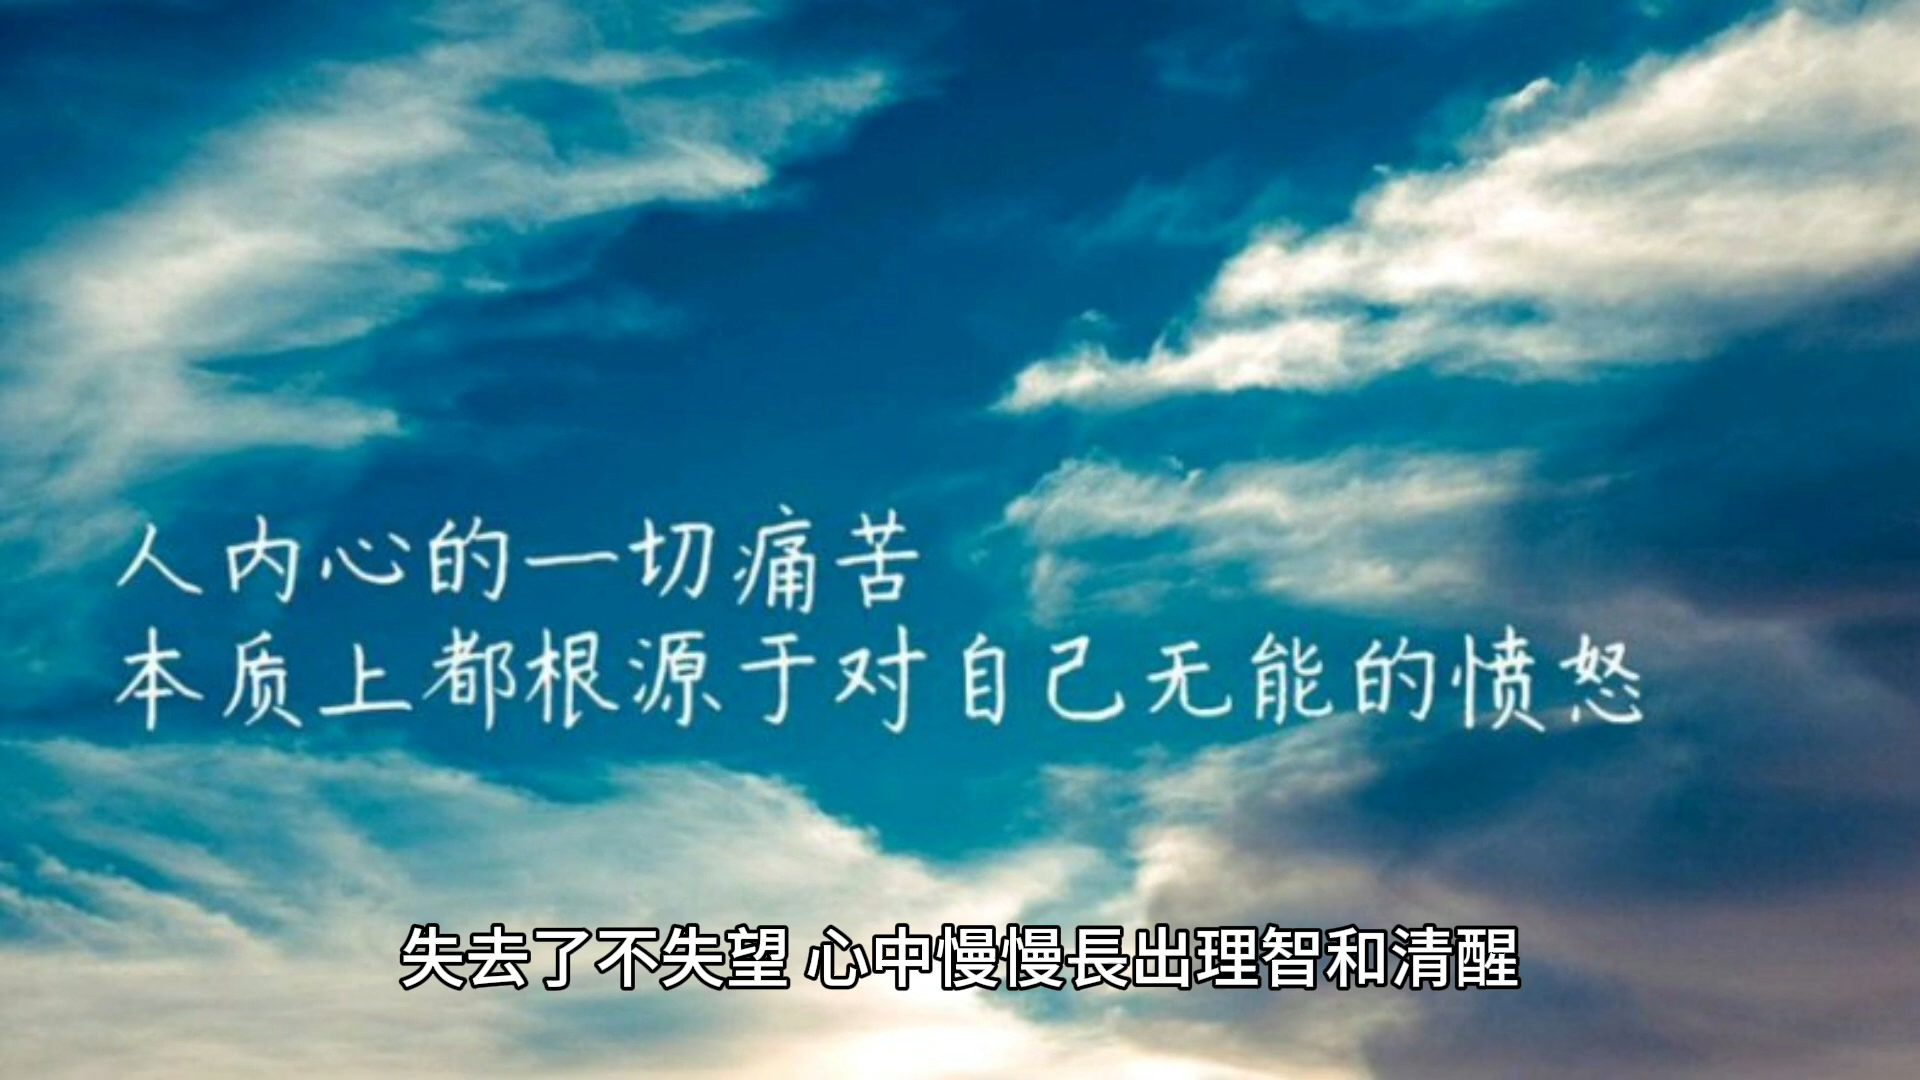 人内心的一切痛苦
本质上都根源于对自己无能的愤怒
失去了不失望 心中慢慢長出理智和清醒